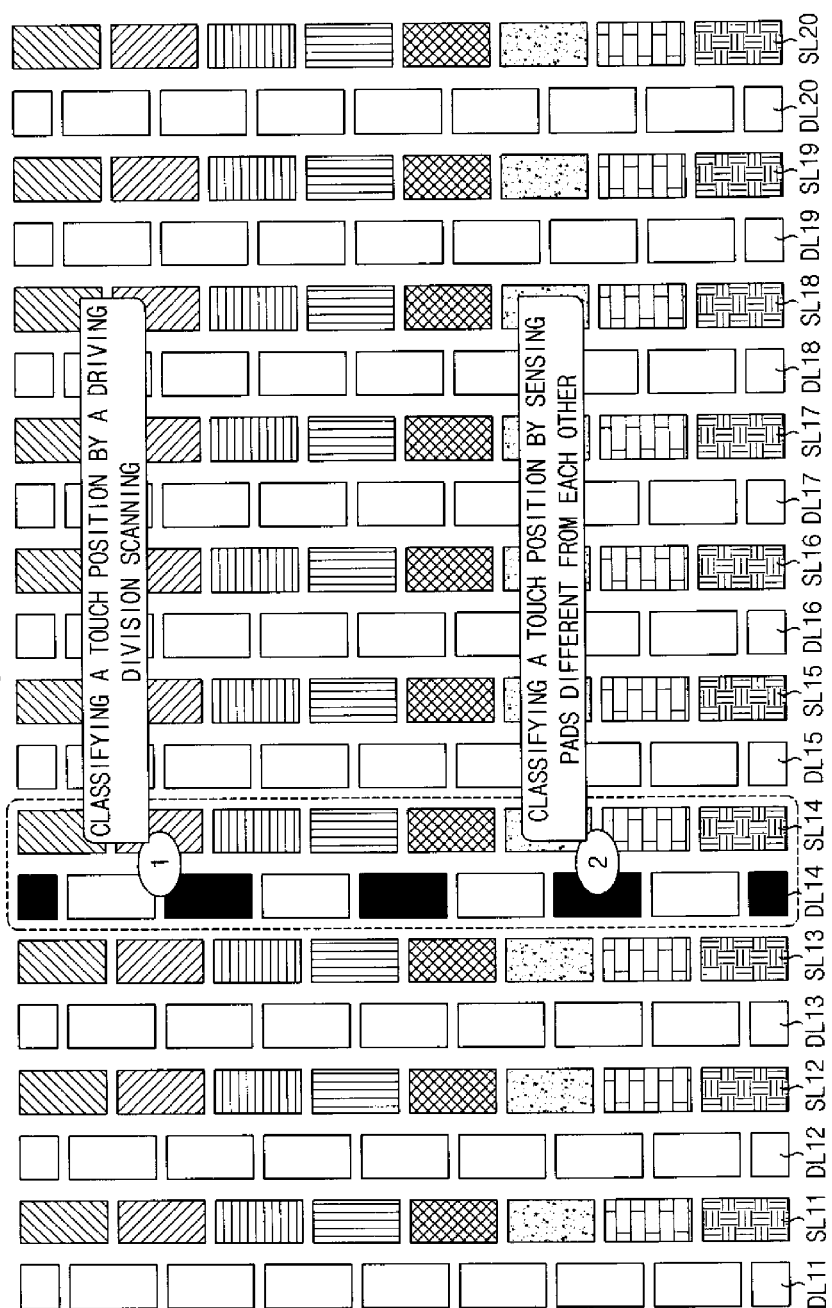 CLASSIFYING A TOUCH POSITION BY A DRIVING
DIVISION SCANNING
1
CLASSIFYING A TOUCH POSITION BY SENSING
PADS DIFFERENT FROM EACH OTHER
2
DL11
SL11
DL12
SL12
DL13
SL13
DL14
SL14
DL15
SL15
DL16
SL16
DL17
SL17
DL18
SL18
DL19
SL19
DL20
SL20